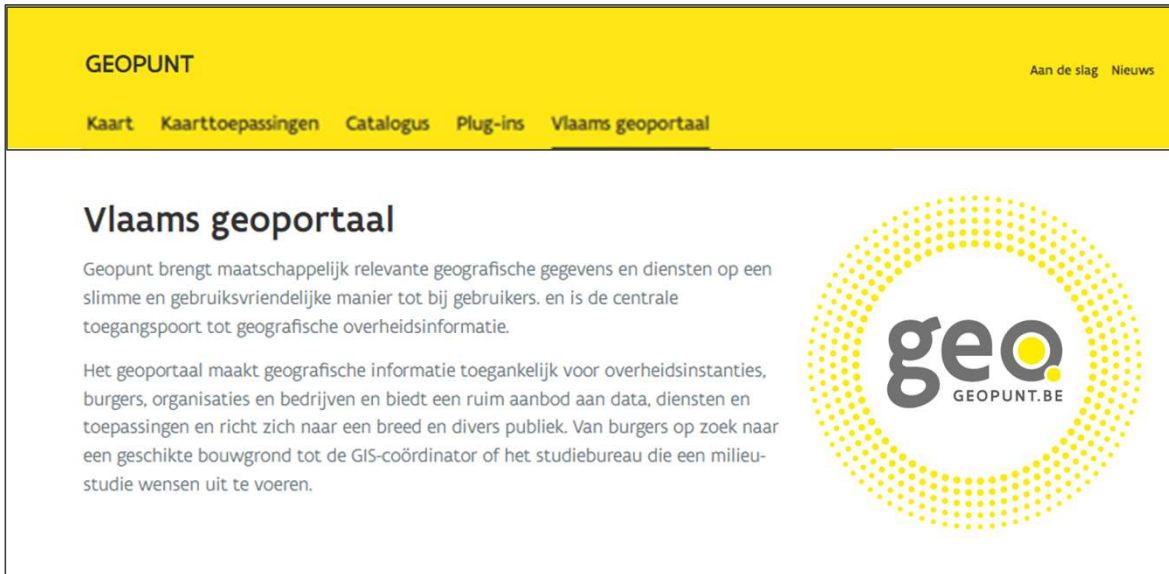 GEOPUNT
Aan de slag Nieuws
Kaart Kaarttoepassingen Catalogus Plug-ins Vlaams geoportaal
Vlaams geoportaal
Geopunt brengt maatschappelijk relevante geografische gegevens en diensten op een
slimme en gebruiksvriendelijke manier tot bij gebruikers. en is de centrale
toegangspoort tot geografische overheidsinformatie.
Het geoportaal maakt geografische informatie toegankelijk voor overheidsinstanties,
burgers, organisaties en bedrijven en biedt een ruim aanbod aan data, diensten en
toepassingen en richt zich naar een breed en divers publiek. Van burgers op zoek naar
een geschikte bouwgrond tot de GIS-coördinator of het studiebureau die een milieu-
studie wensen uit te voeren.
geo
GEOPUNT.BE